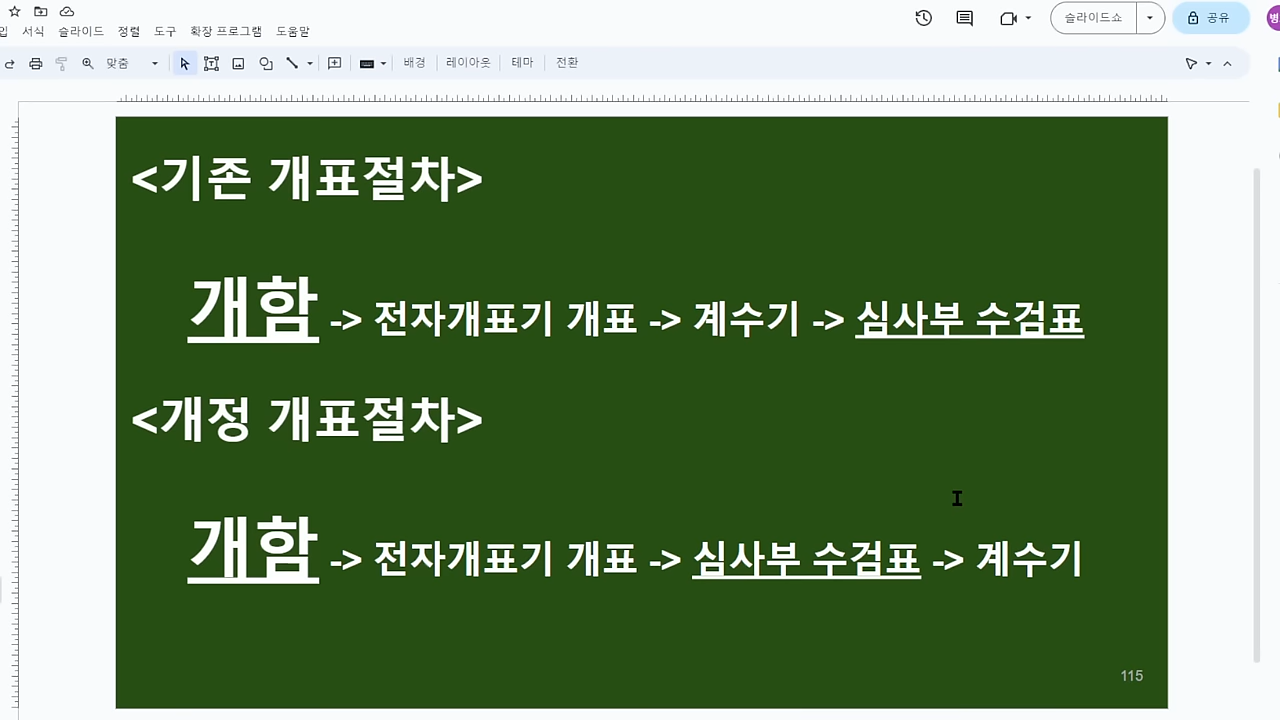 슬라이드쇼
공유
병
입 서식 슬라이드 정렬 도구 확장 프로그램 도움말
맞춤 배경 레이아웃 테마 전환
<기존 개표절차>
개함 -> 전자개표기 개표 -> 계수기 -> 심사부 수검표
<개정 개표절차>
개함 -> 전자개표기 개표 -> 심사부 수검표 -> 계수기
115